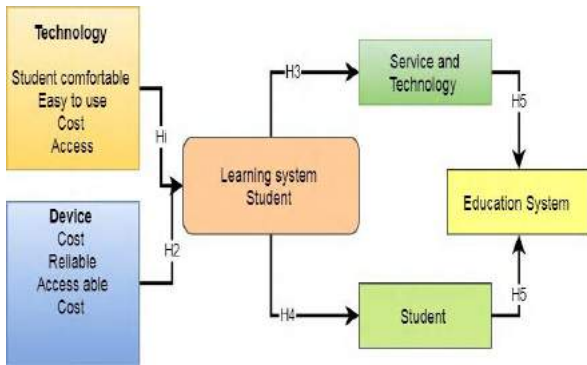 Technology
Student comfortable
Easy to use
Cost
Access
Hi
Device
Cost
Reliable
Access able
Cost
H2
Learning system
Student
H3
H4
Service and
Technology
H5
Education System
Student
H5